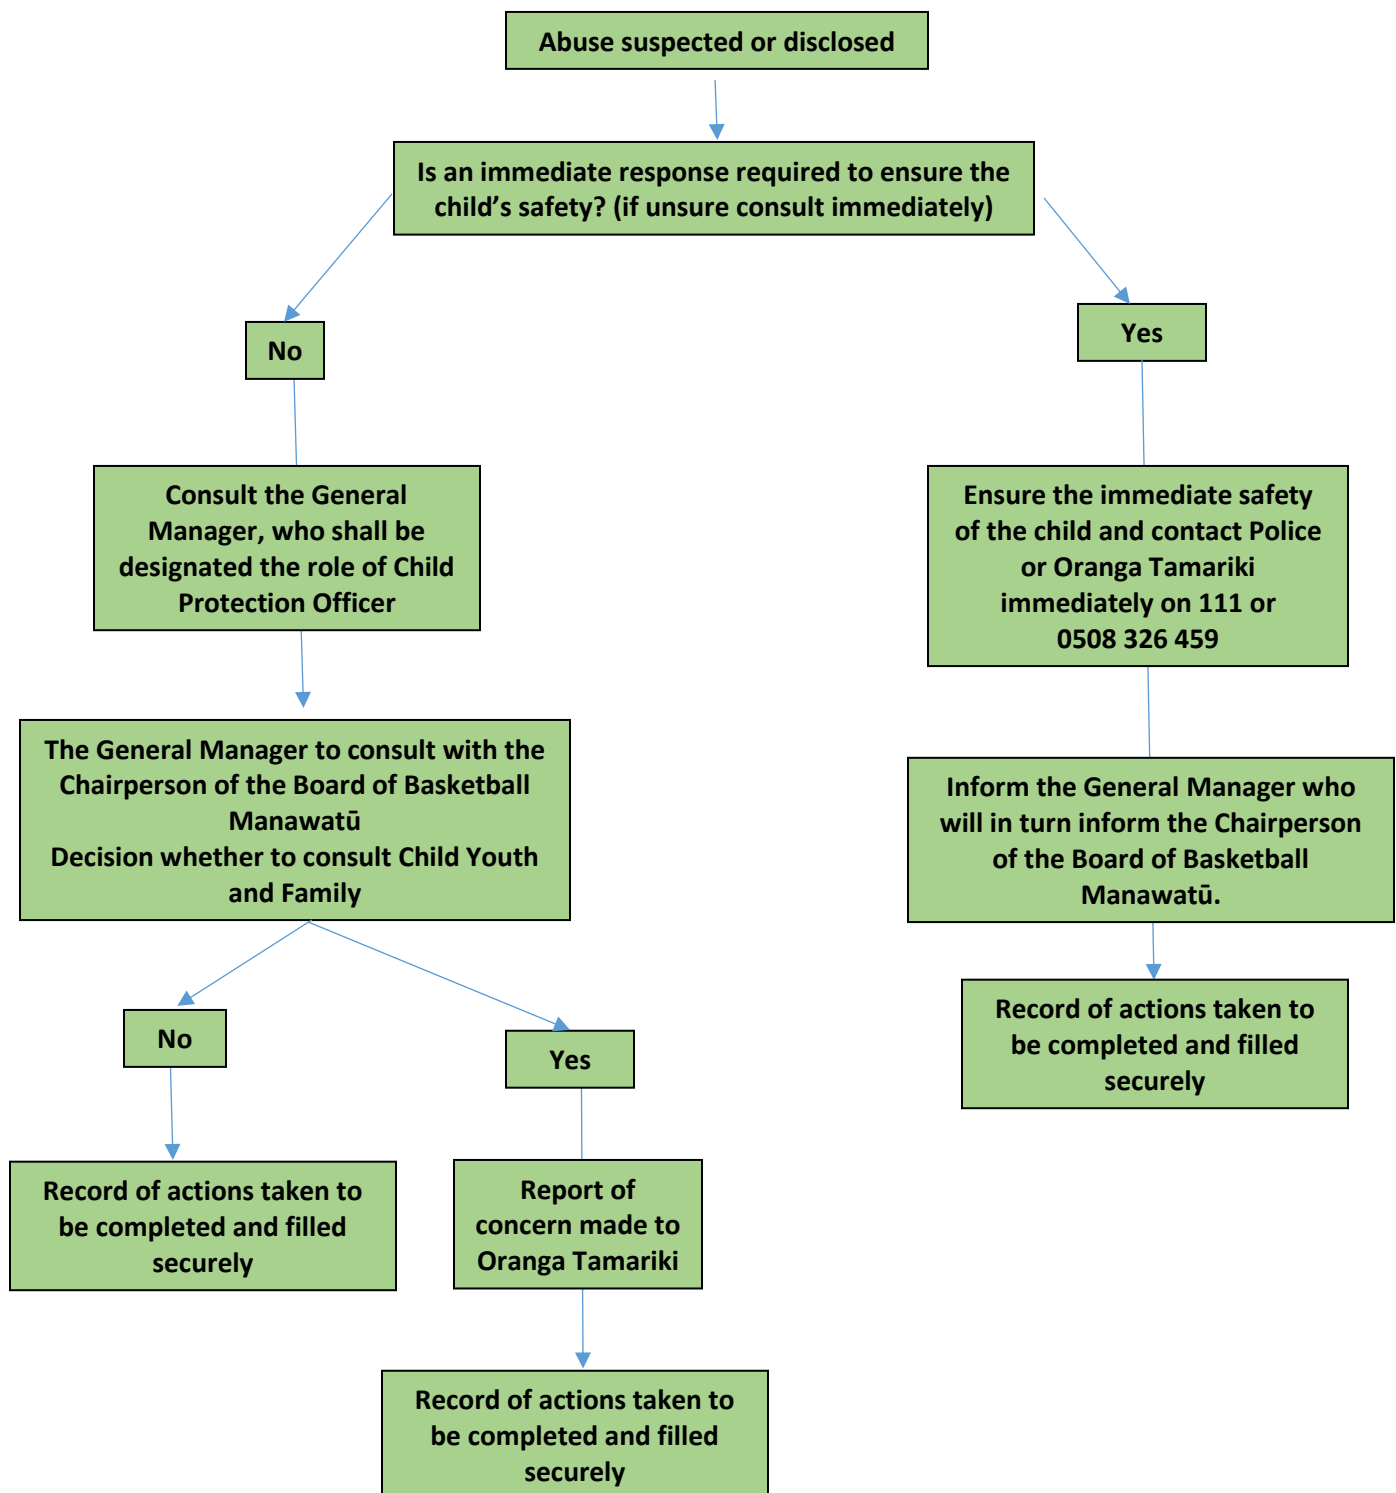 Abuse suspected or disclosed
Is an immediate response required to ensure the
child’s safety? (if unsure consult immediately)
No
Yes
Consult the General
Manager, who shall be
designated the role of Child
Protection Officer
Ensure the immediate safety
of the child and contact Police
or Oranga Tamariki
immediately on 111 or
0508 326 459
The General Manager to consult with the
Chairperson of the Board of Basketball
Manawatū
Decision whether to consult Child Youth
and Family
Inform the General Manager who
will in turn inform the Chairperson
of the Board of Basketball
Manawatū.
No
Yes
Record of actions taken to
be completed and filled
securely
Record of actions taken to
be completed and filled
securely
Report of
concern made to
Oranga Tamariki
Record of actions taken to
be completed and filled
securely